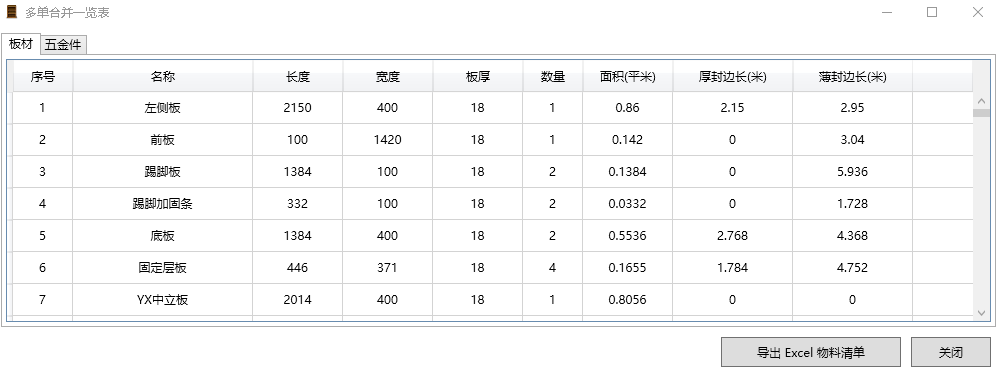 多单合并一览表
板材 五金件
序号 名称 长度 宽度 板厚 数量 面积(平米) 厚封边长(米) 薄封边长(米)
1 左侧板 2150 400 18 1 0.86 2.15 2.95
2 前板 100 1420 18 1 0.142 0 3.04
3 踢脚板 1384 100 18 2 0.1384 0 5.936
4 踢脚加固条 332 100 18 2 0.0332 0 1.728
5 底板 1384 400 18 2 0.5536 2.768 4.368
6 固定层板 446 371 18 4 0.1655 1.784 4.752
7 YX中立板 2014 400 18 1 0.8056 0 0
导出 Excel 物料清单 关闭